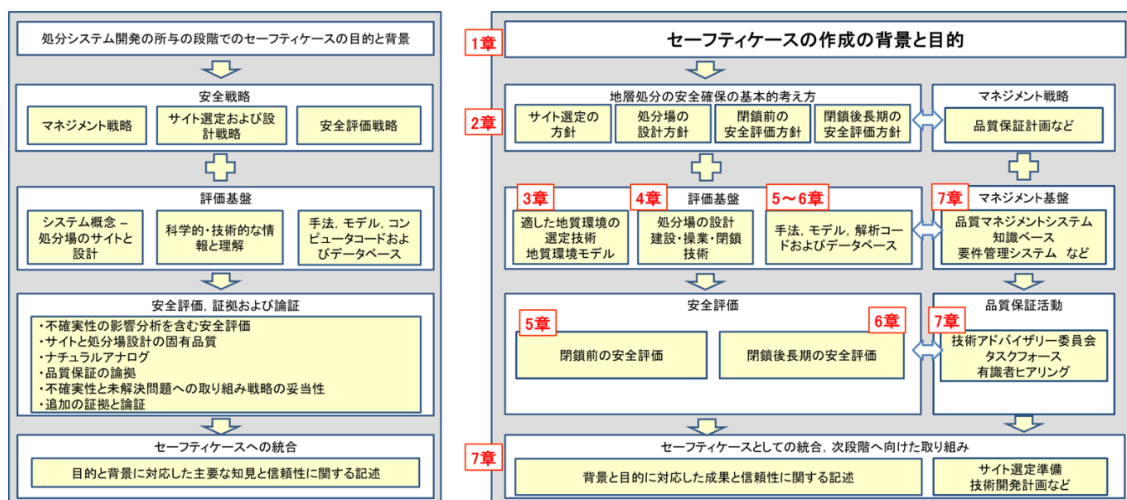 処分システム開発の所与の段階でのセーフティケースの目的と背景
安全戦略
マネジメント戦略
サイト選定および設
計戦略
安全評価戦略
評価基盤
システム概念 –
処分場のサイトと
設計
科学的・技術的な情
報と理解
手法, モデル, コン
ピュータコードおよ
びデータベース
安全評価, 証拠および論証
・不確実性の影響分析を含む安全評価
・サイトと処分場設計の固有品質
・ナチュラルアナログ
・品質保証の論拠
・不確実性と未解決問題への取り組み戦略の妥当性
・追加の証拠と論証
セーフティケースへの統合
目的と背景に対応した主要な知見と信頼性に関する記述
1章
セーフティケースの作成の背景と目的
2章
地層処分の安全確保の基本的考え方
サイト選定の
方針
処分場の
設計方針
閉鎖前の
安全評価方針
閉鎖後長期の
安全評価方針
マネジメント戦略
品質保証計画など
評価基盤
3章
適した地質環境の
選定技術
地質環境モデル
4章
処分場の設計
建設・操業・閉鎖
技術
5～6章
手法, モデル, 解析コー
ドおよびデータベース
7章
マネジメント基盤
品質マネジメントシステム
知識ベース
要件管理システム など
安全評価
5章
閉鎖前の安全評価
6章
閉鎖後長期の安全評価
7章
品質保証活動
技術アドバイザリー委員会
タスクフォース
有識者ヒアリング
7章
セーフティケースとしての統合, 次段階へ向けた取り組み
背景と目的に対応した成果と信頼性に関する記述
サイト選定準備
技術開発計画など